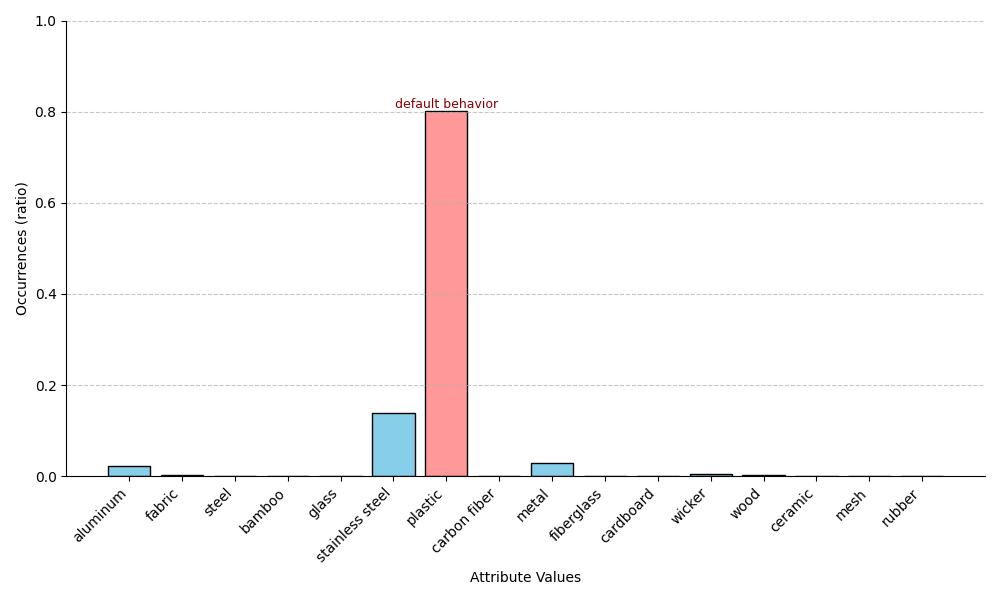 1.0
default behavior
0.8
0.6
0.4
0.2
0.0
Occurrences (ratio)
aluminum
fabric
steel
bamboo
glass
stainless steel
plastic
carbon fiber
metal
fiberglass
cardboard
wicker
wood
ceramic
mesh
rubber
Attribute Values